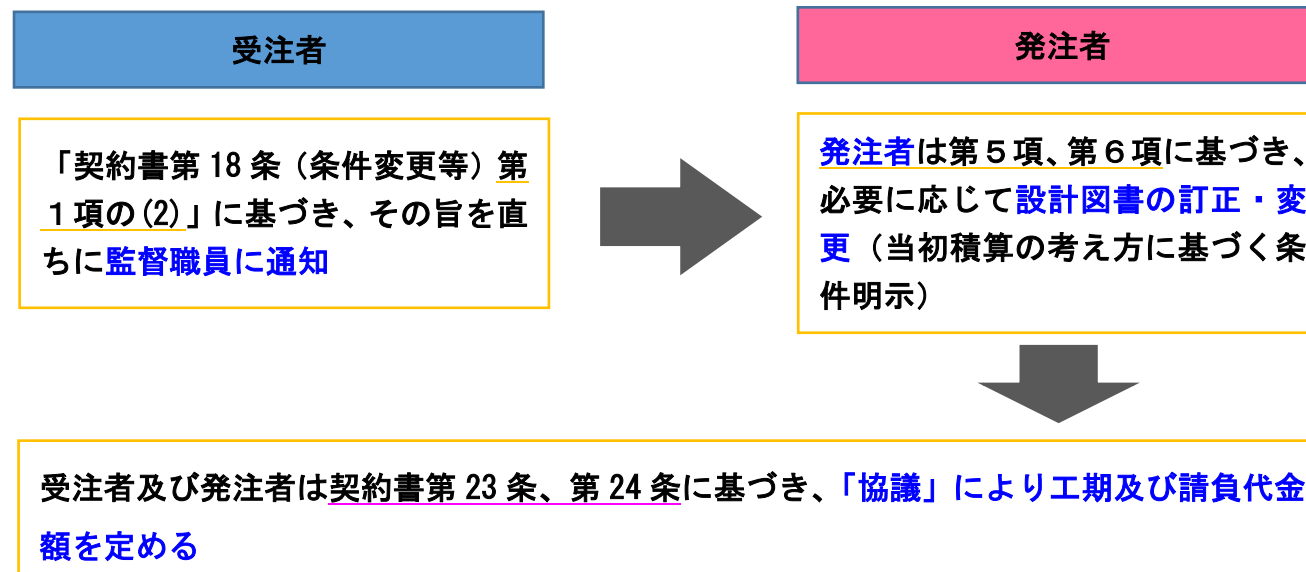 受注者
「契約書第 18 条（条件変更等）第
１項の(2)」に基づき、その旨を直
ちに監督職員に通知
発注者
発注者は第５項、第６項に基づき、
必要に応じて設計図書の訂正・変
更（当初積算の考え方に基づく条
件明示）
受注者及び発注者は契約書第 23 条、第 24 条に基づき、「協議」により工期及び請負代金
額を定める